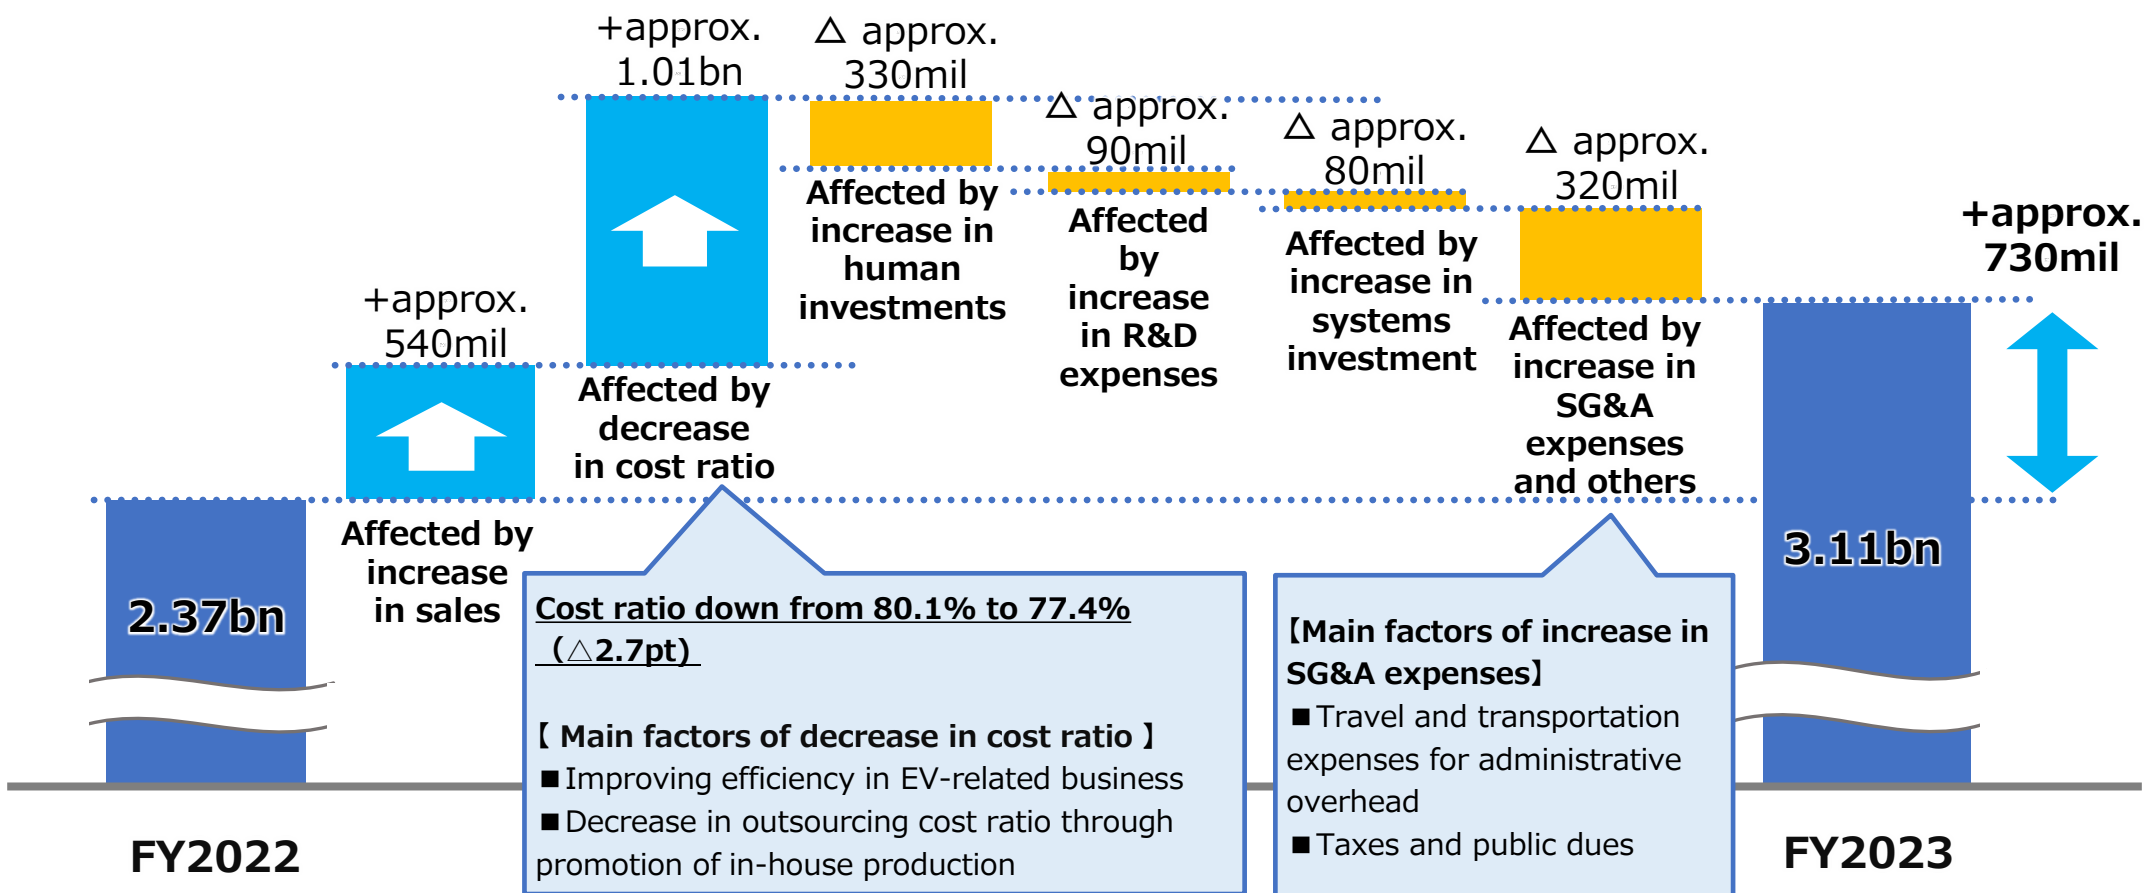 +approx.
540mil
+approx.
1.01bn
△ approx.
330mil
△ approx.
90mil
△ approx.
80mil
△ approx.
320mil
+approx.
730mil
2.37bn
Affected by
increase
in sales
Affected by
decrease
in cost ratio
Affected by
increase in
human
investments
Affected
by
increase
in R&D
expenses
Affected by
increase in
systems
investment
Affected by
increase in
SG&A
expenses
and others
3.11bn
Cost ratio down from 80.1% to 77.4%
（△2.7pt）
【 Main factors of decrease in cost ratio 】
■Improving efficiency in EV-related business
■Decrease in outsourcing cost ratio through
promotion of in-house production
【Main factors of increase in
SG&A expenses】
■Travel and transportation
expenses for administrative
overhead
■Taxes and public dues
FY2022
FY2023